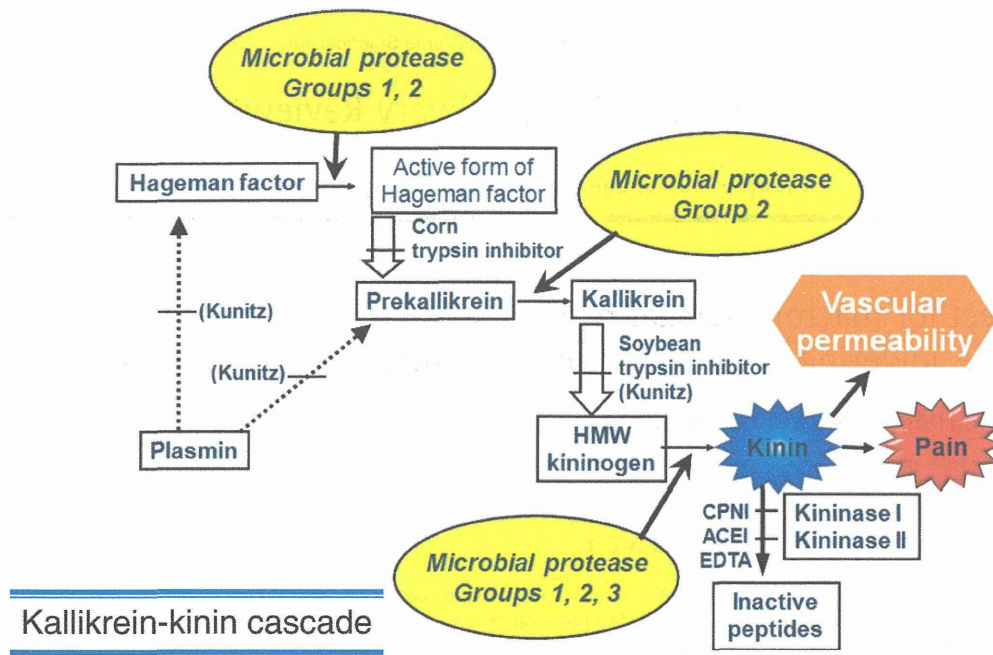 Microbial protease
Groups 1, 2
Hageman factor
Active form of
Hageman factor
Microbial protease
Group 2
Corn
trypsin inhibitor
Prekallikrein
Kallikrein
Vascular
permeability
(Kunitz)
(Kunitz)
Soybean
trypsin inhibitor
(Kunitz)
Plasmin
HMW
kininogen
Kinin
Pain
CPNI
ACEI
EDTA
Kininase I
Kininase II
Microbial protease
Groups 1, 2, 3
Inactive
peptides
Kallikrein-kinin cascade